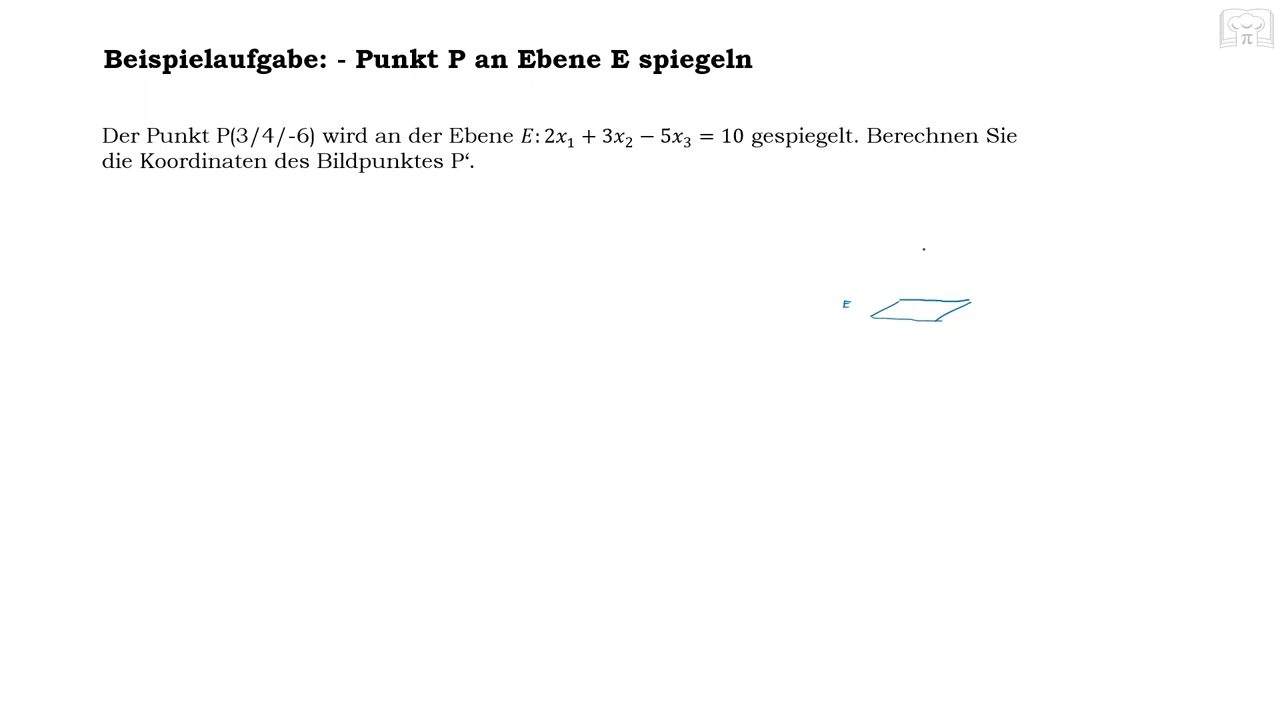 Beispielaufgabe: - Punkt P an Ebene E spiegeln
Der Punkt P(3/4/-6) wird an der Ebene E: 2x₁ + 3x₂ − 5x₃ = 10 gespiegelt. Berechnen Sie
die Koordinaten des Bildpunktes P‘.
E
π